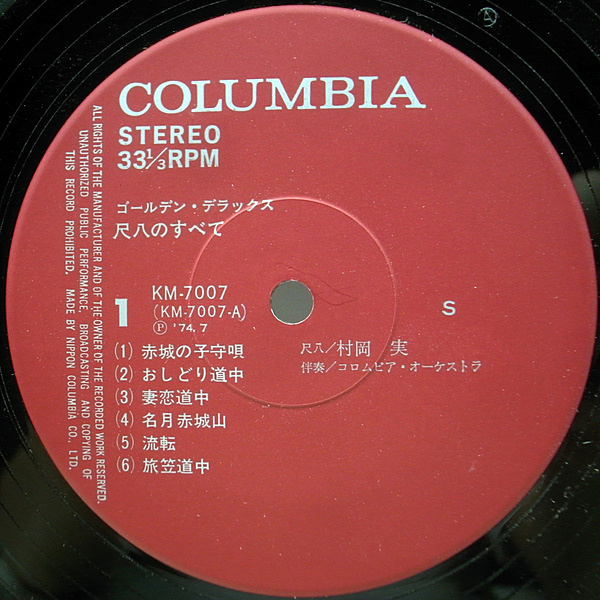 COLUMBIA
STEREO
33⅓RPM
ゴールデン・デラックス
尺八のすべて
1
KM-7007
(KM-7007-A)
Ⓟ '74.7
S
(1) 赤城の子守唄
(2) おしどり道中
(3) 妻恋道中
(4) 名月赤城山
(5) 流転
(6) 旅笠道中
尺八/村岡 実
伴奏/コロムビア・オーケストラ
ALL RIGHTS OF THE MANUFACTURER AND OF THE OWNER OF THE RECORDED WORK RESERVED.
UNAUTHORIZED PUBLIC PERFORMANCE, BROADCASTING AND COPYING OF
THIS RECORD PROHIBITED. MADE BY NIPPON COLUMBIA CO., LTD.